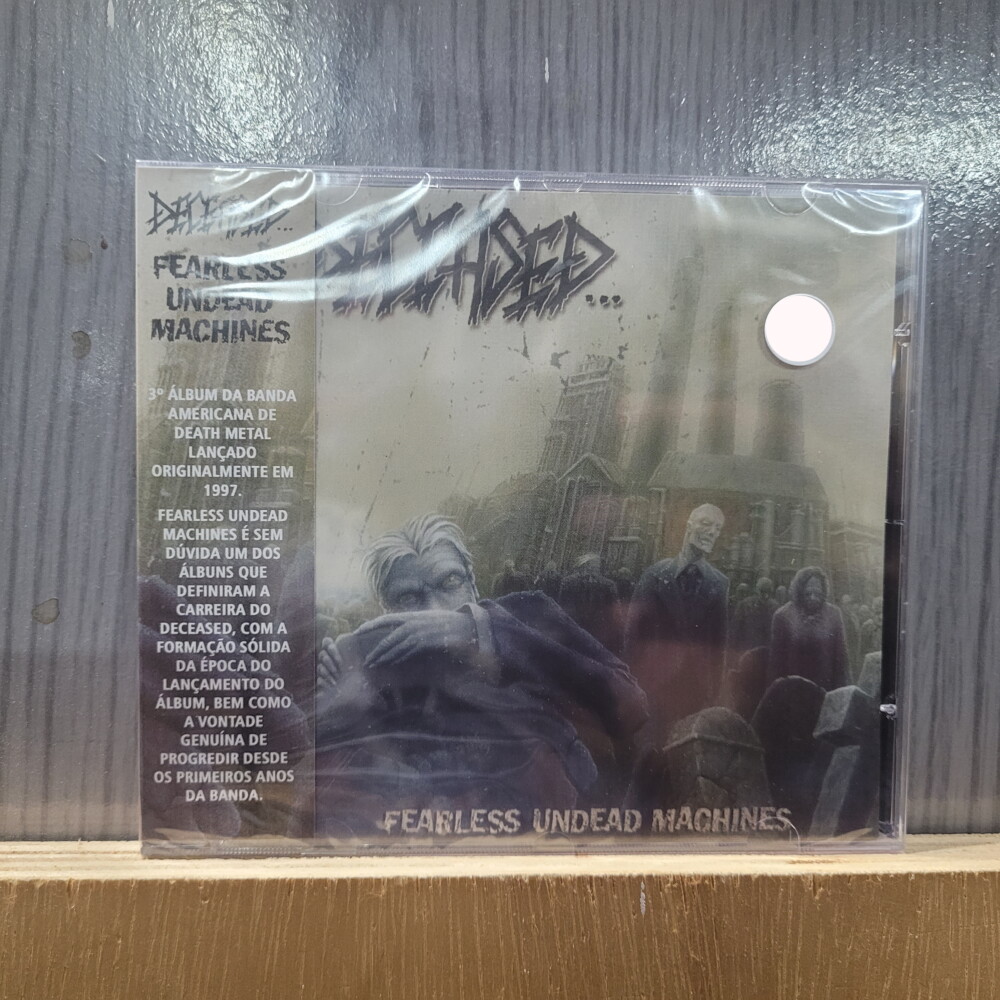 DECEASED...
FEARLESS
UNDEAD
MACHINES
3º ÁLBUM DA BANDA
AMERICANA DE
DEATH METAL
LANÇADO
ORIGINALMENTE EM
1997.
FEARLESS UNDEAD
MACHINES É SEM
DÚVIDA UM DOS
ÁLBUNS QUE
DEFINIRAM A
CARREIRA DO
DECEASED, COM A
FORMAÇÃO SÓLIDA
DA ÉPOCA DO
LANÇAMENTO DO
ÁLBUM, BEM COMO
A VONTADE
GENUÍNA DE
PROGREDIR DESDE
OS PRIMEIROS ANOS
DA BANDA.
DECEASED...
FEARLESS UNDEAD MACHINES